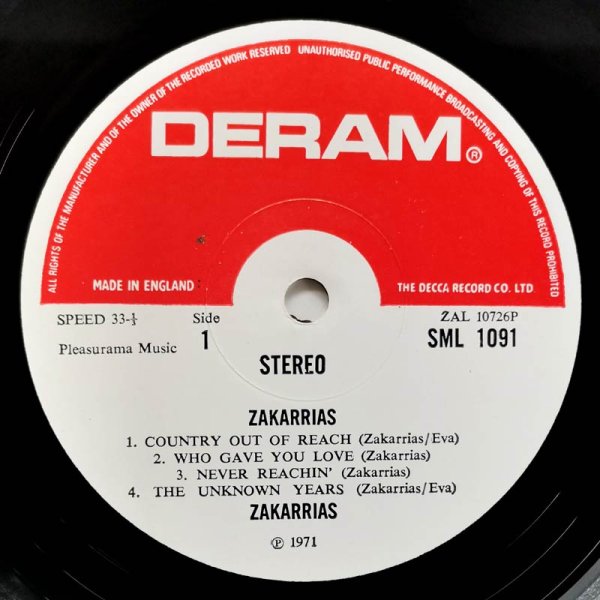 ALL RIGHTS OF THE MANUFACTURER AND OF THE OWNER OF THE RECORDED WORK RESERVED UNAUTHORISED PUBLIC PERFORMANCE BROADCASTING AND COPYING OF THIS RECORD PROHIBITED
DERAM®
MADE IN ENGLAND THE DECCA RECORD CO. LTD
SPEED 33-⅓ Side ZAL 10726P
Pleasurama Music 1 SML 1091
STEREO
ZAKARRIAS
1. COUNTRY OUT OF REACH (Zakarrias/Eva)
2. WHO GAVE YOU LOVE (Zakarrias)
3. NEVER REACHIN' (Zakarrias)
4. THE UNKNOWN YEARS (Zakarrias/Eva)
ZAKARRIAS
℗ 1971